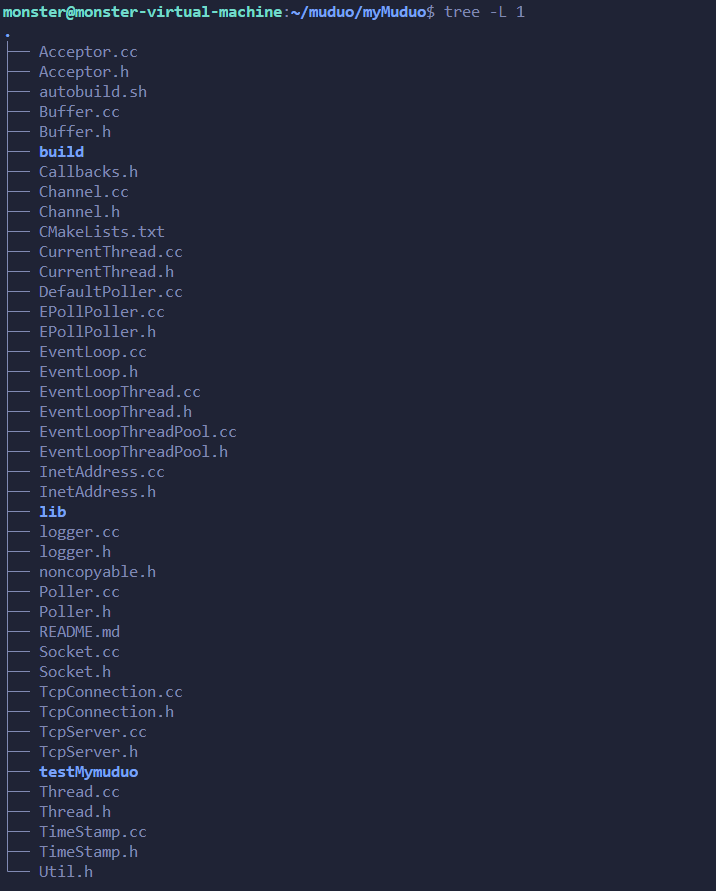 monster@monster-virtual-machine:~/muduo/myMuduo$ tree -L 1
.
├── Acceptor.cc
├── Acceptor.h
├── autobuild.sh
├── Buffer.cc
├── Buffer.h
├── build
├── Callbacks.h
├── Channel.cc
├── Channel.h
├── CMakeLists.txt
├── CurrentThread.cc
├── CurrentThread.h
├── DefaultPoller.cc
├── EPollPoller.cc
├── EPollPoller.h
├── EventLoop.cc
├── EventLoop.h
├── EventLoopThread.cc
├── EventLoopThread.h
├── EventLoopThreadPool.cc
├── EventLoopThreadPool.h
├── InetAddress.cc
├── InetAddress.h
├── lib
├── logger.cc
├── logger.h
├── noncopyable.h
├── Poller.cc
├── Poller.h
├── README.md
├── Socket.cc
├── Socket.h
├── TcpConnection.cc
├── TcpConnection.h
├── TcpServer.cc
├── TcpServer.h
├── testMymuduo
├── Thread.cc
├── Thread.h
├── TimeStamp.cc
├── TimeStamp.h
└── Util.h